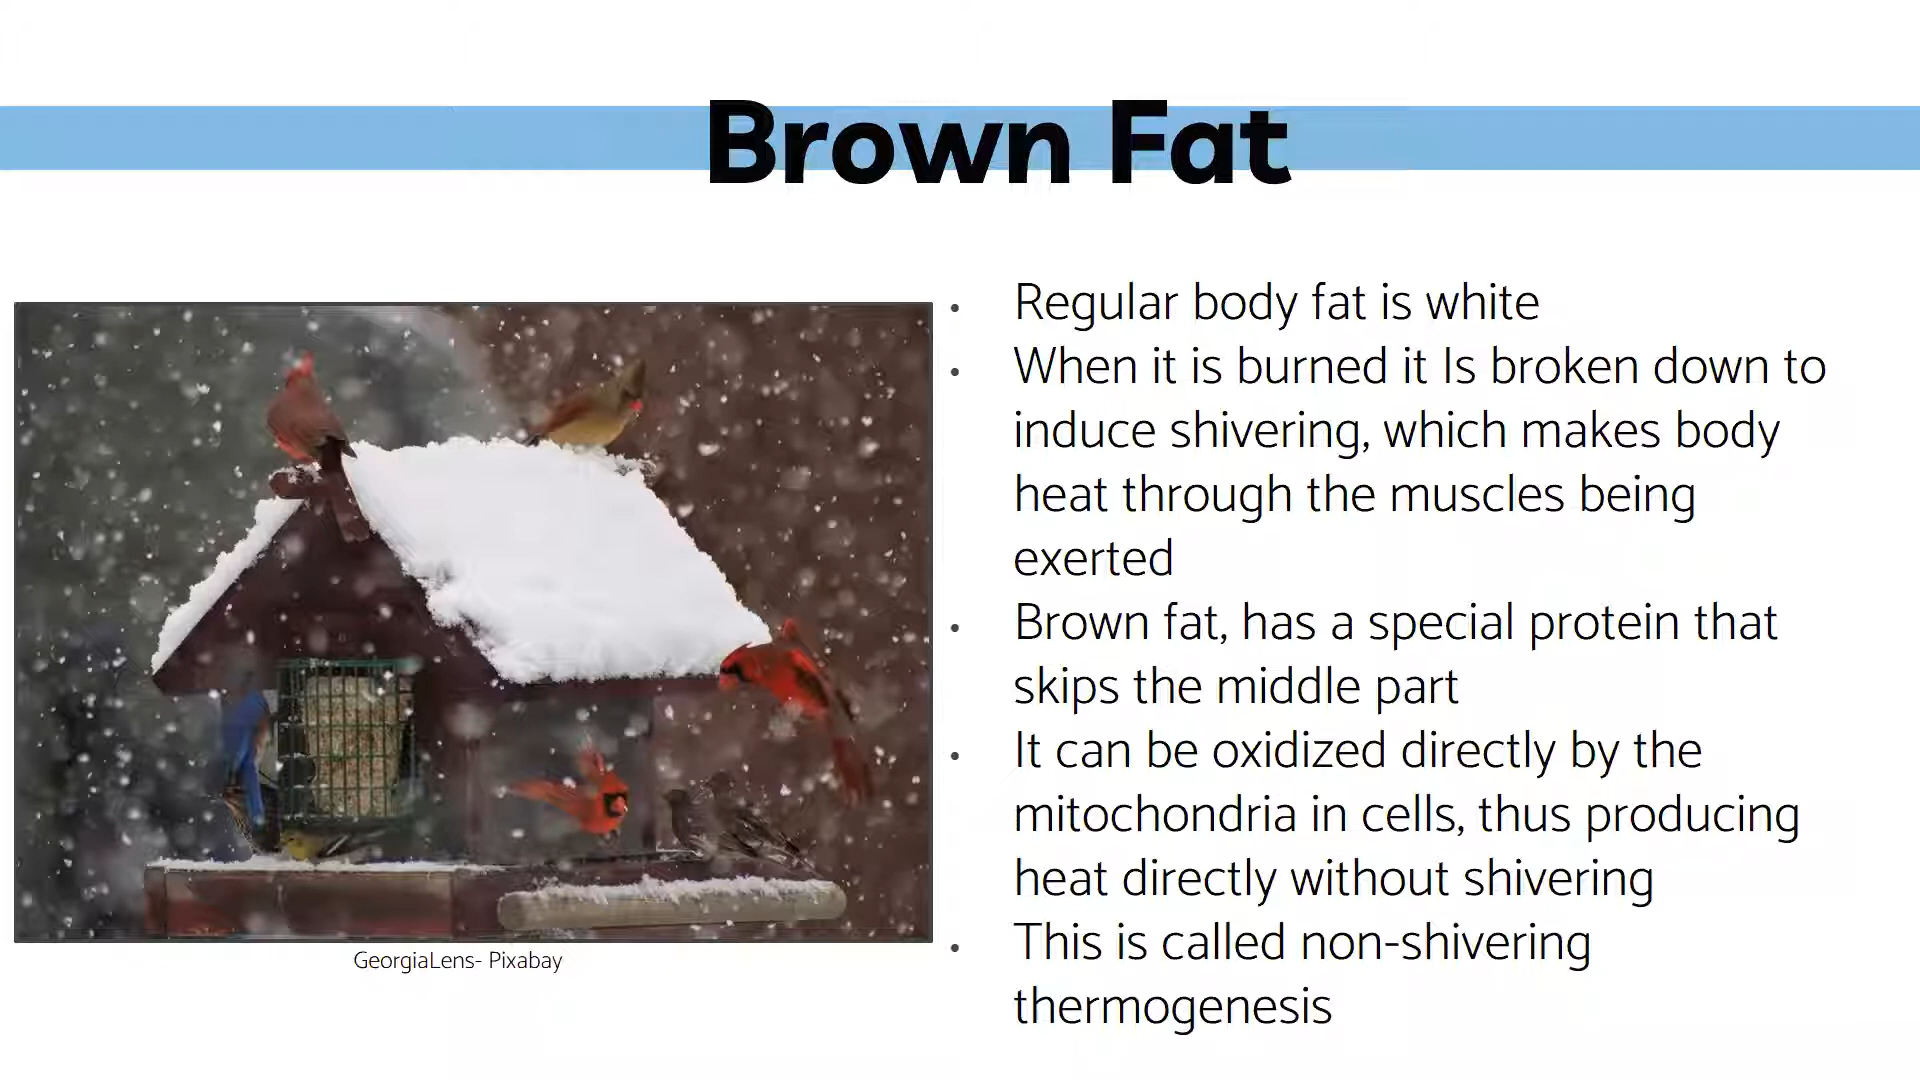 Brown Fat
Regular body fat is white
When it is burned it Is broken down to
induce shivering, which makes body
heat through the muscles being
exerted
Brown fat, has a special protein that
skips the middle part
It can be oxidized directly by the
mitochondria in cells, thus producing
heat directly without shivering
This is called non-shivering
thermogenesis
GeorgiaLens- Pixabay